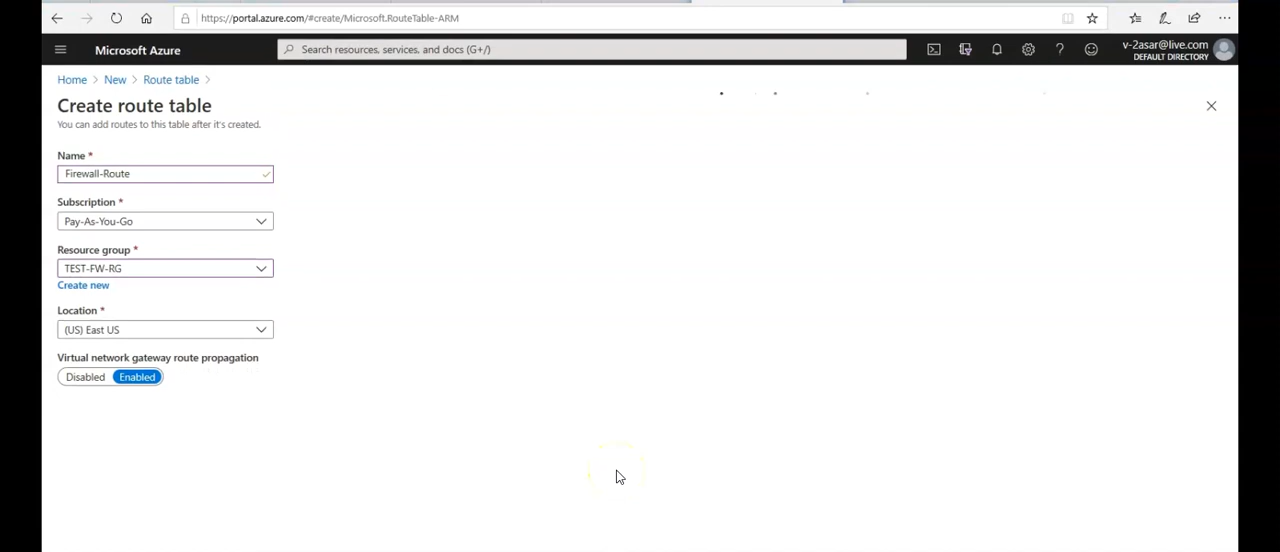 https://portal.azure.com/#create/Microsoft.RouteTable-ARM
Microsoft Azure
Search resources, services, and docs (G+/)
v-2asar@live.com
DEFAULT DIRECTORY
Home > New > Route table >
Create route table
You can add routes to this table after it's created.
Name *
Firewall-Route
Subscription *
Pay-As-You-Go
Resource group *
TEST-FW-RG
Create new
Location *
(US) East US
Virtual network gateway route propagation
Disabled Enabled